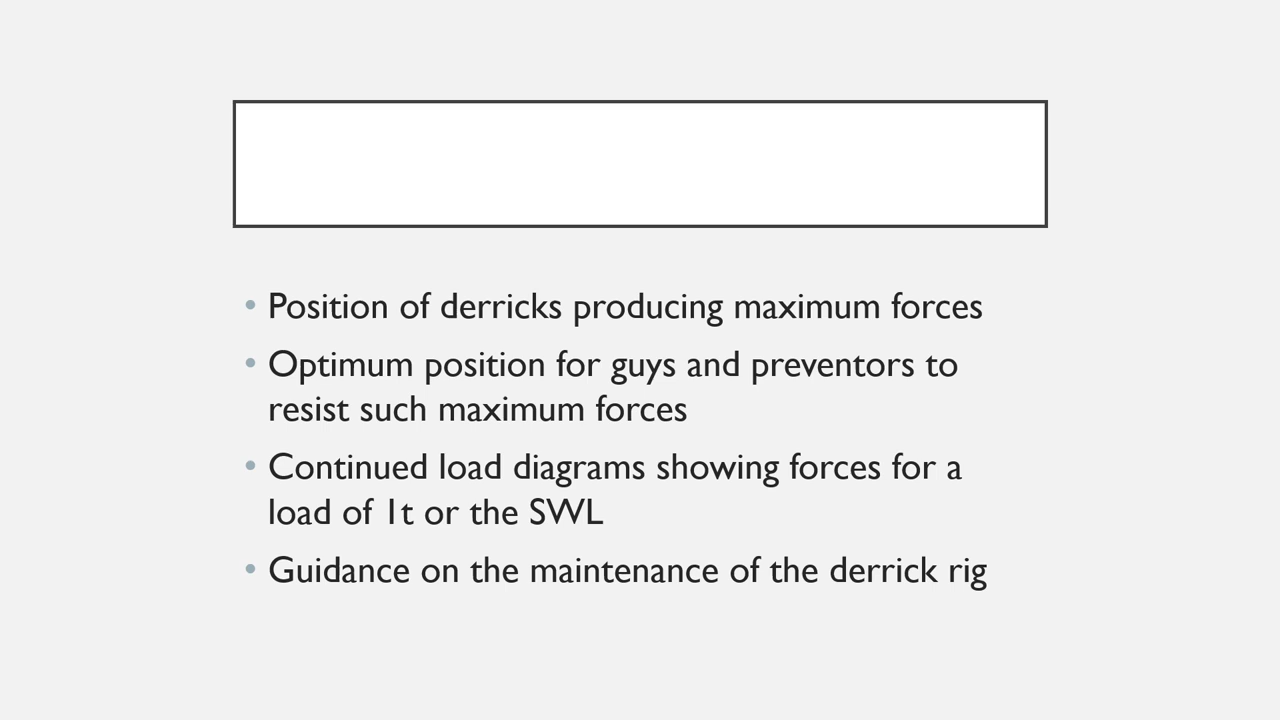 • Position of derricks producing maximum forces
• Optimum position for guys and preventors to
resist such maximum forces
• Continued load diagrams showing forces for a
load of 1t or the SWL
• Guidance on the maintenance of the derrick rig